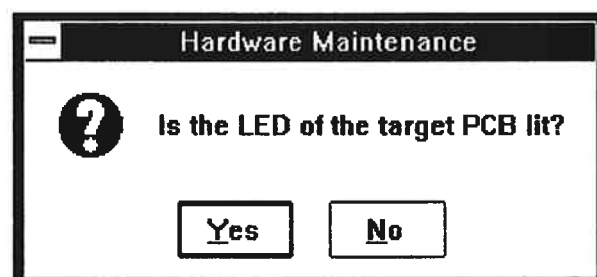 Hardware Maintenance
Is the LED of the target PCB lit?
Yes No